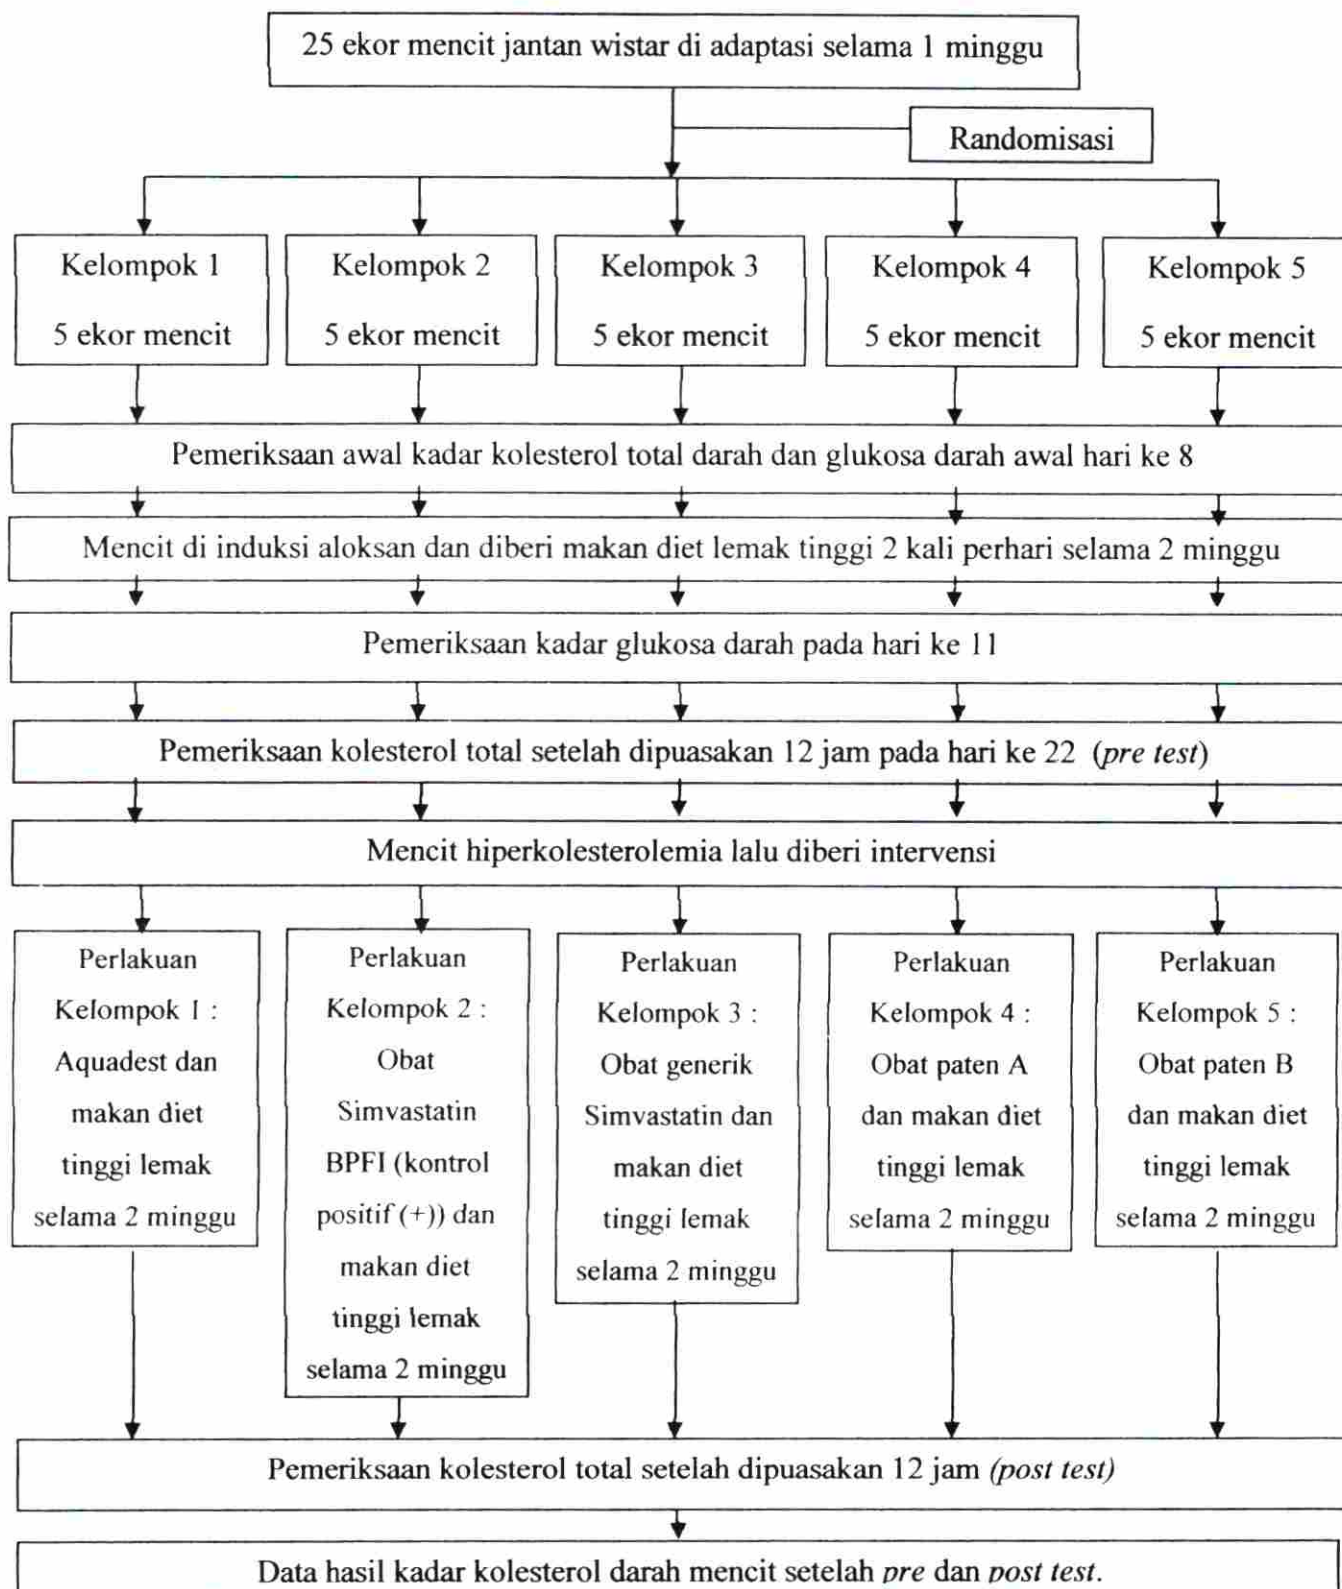 25 ekor mencit jantan wistar di adaptasi selama 1 minggu
Randomisasi
Kelompok 1
5 ekor mencit
Kelompok 2
5 ekor mencit
Kelompok 3
5 ekor mencit
Kelompok 4
5 ekor mencit
Kelompok 5
5 ekor mencit
Pemeriksaan awal kadar kolesterol total darah dan glukosa darah awal hari ke 8
Mencit di induksi aloksan dan diberi makan diet lemak tinggi 2 kali perhari selama 2 minggu
Pemeriksaan kadar glukosa darah pada hari ke 11
Pemeriksaan kolesterol total setelah dipuasakan 12 jam pada hari ke 22 (pre test)
Mencit hiperkolesterolemia lalu diberi intervensi
Perlakuan
Kelompok 1 :
Aquadest dan
makan diet
tinggi lemak
selama 2 minggu
Perlakuan
Kelompok 2 :
Obat
Simvastatin
BPFI (kontrol
positif (+)) dan
makan diet
tinggi lemak
selama 2 minggu
Perlakuan
Kelompok 3 :
Obat generik
Simvastatin dan
makan diet
tinggi lemak
selama 2 minggu
Perlakuan
Kelompok 4 :
Obat paten A
dan makan diet
tinggi lemak
selama 2 minggu
Perlakuan
Kelompok 5 :
Obat paten B
dan makan diet
tinggi lemak
selama 2 minggu
Pemeriksaan kolesterol total setelah dipuasakan 12 jam (post test)
Data hasil kadar kolesterol darah mencit setelah pre dan post test.